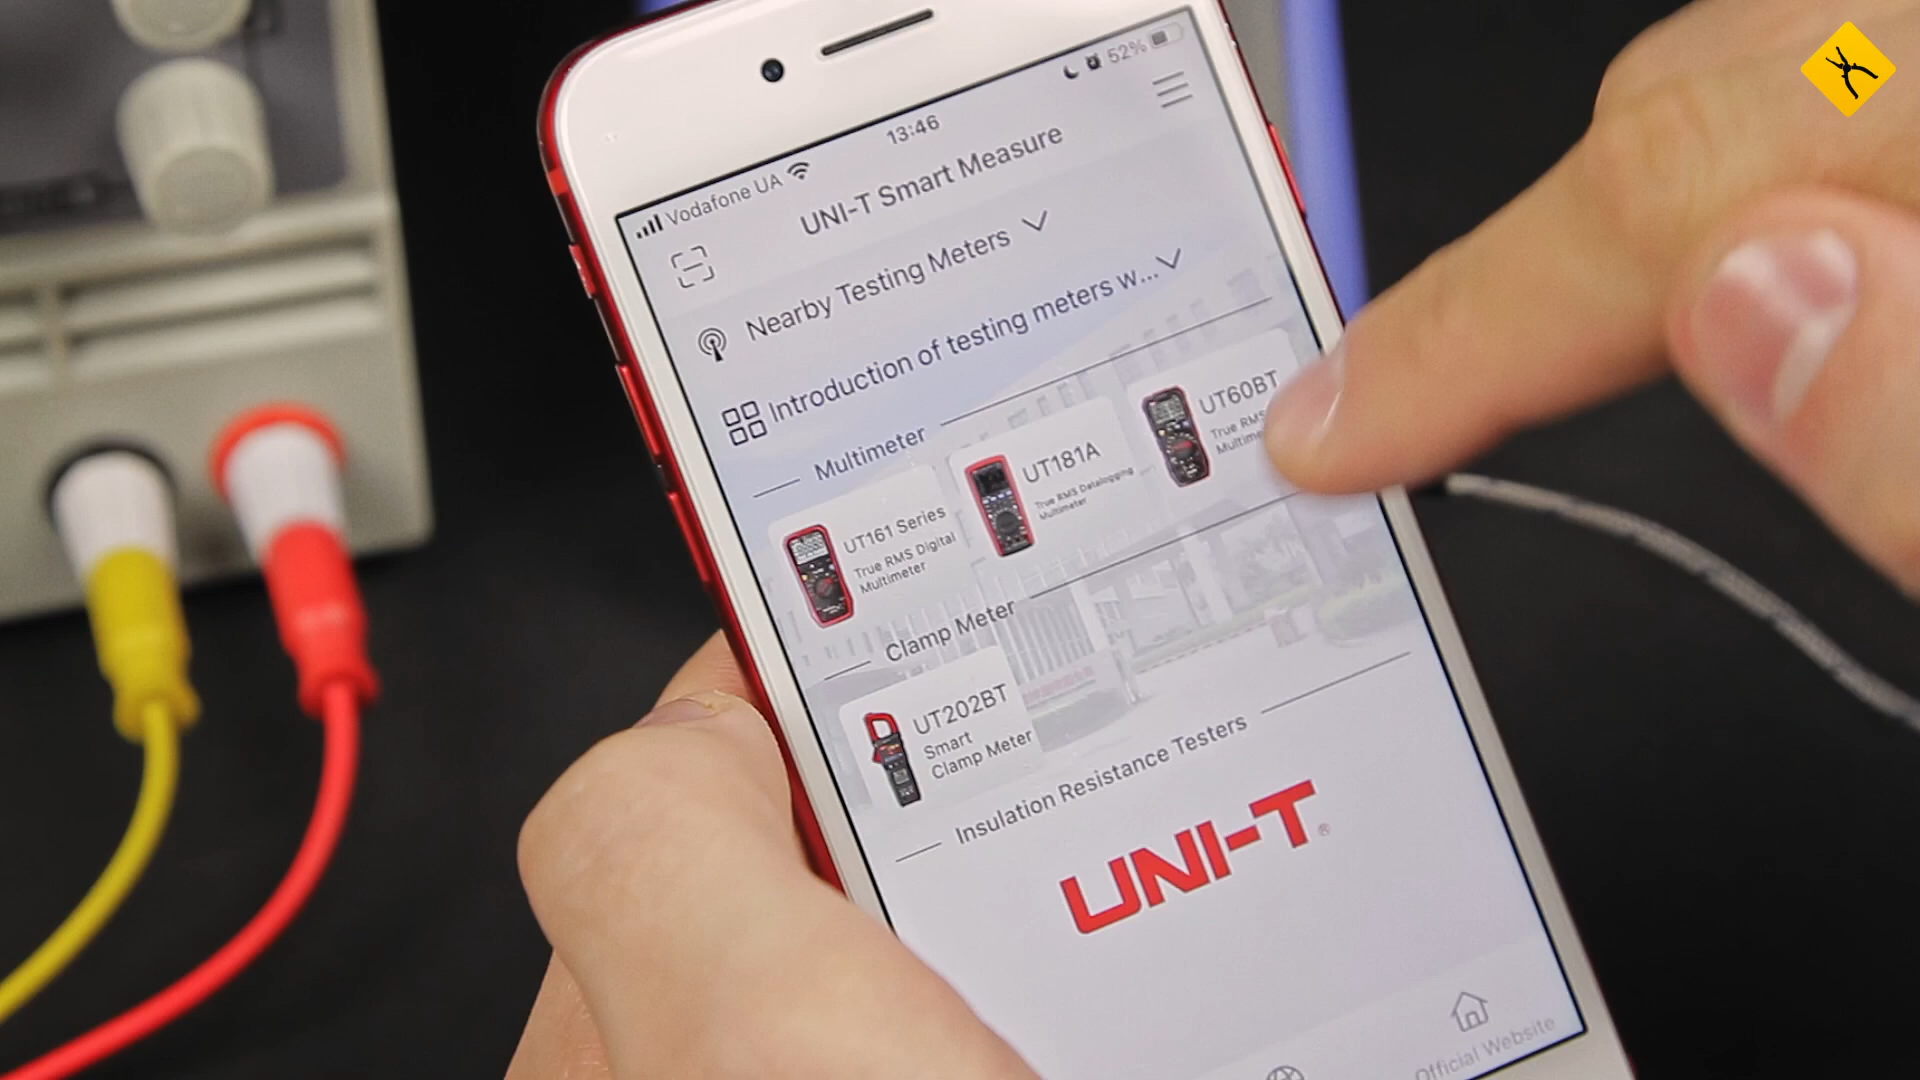 Vodafone UA
13:46
52%
UNI-T Smart Measure
Nearby Testing Meters
Introduction of testing meters w...
Multimeter
UT161 Series
True RMS Digital
Multimeter
UT181A
True RMS Datalogging
Multimeter
UT60BT
True RMS
Clamp Meter
UT202BT
Smart
Clamp Meter
Insulation Resistance Testers
UNI-T®
Official Website